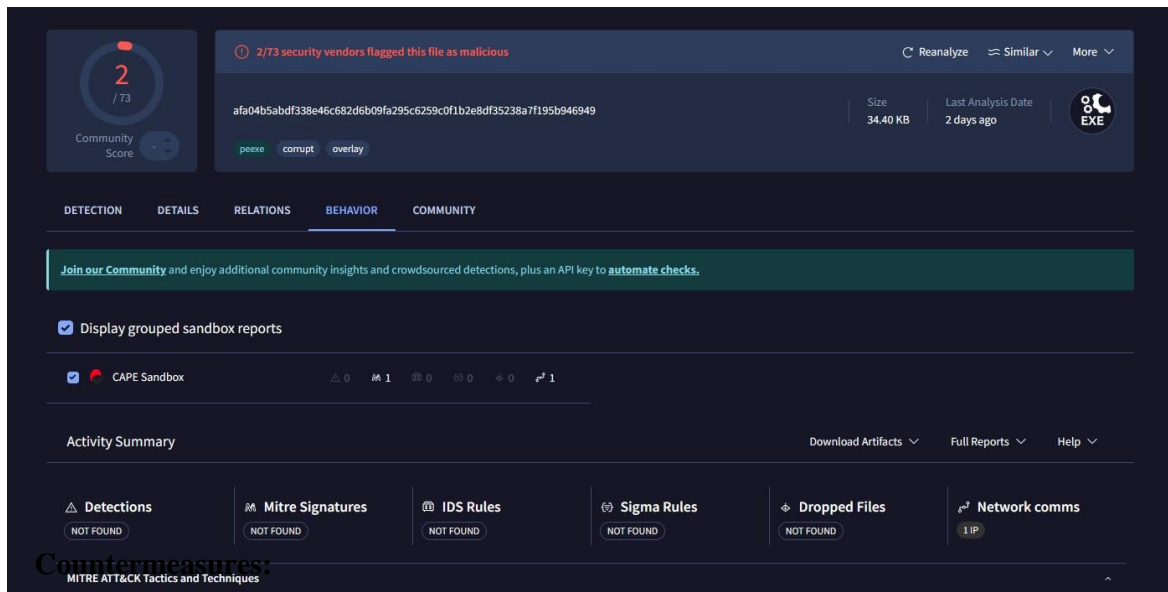 2
/ 73
Community
Score
2/73 security vendors flagged this file as malicious
Reanalyze Similar More
afa04b5abdf338e46c682d6b09fa295c6259c0f1b2e8df35238a7f195b946949
Size
34.40 KB
Last Analysis Date
2 days ago
EXE
peexe corrupt overlay
DETECTION DETAILS RELATIONS BEHAVIOR COMMUNITY
Join our Community and enjoy additional community insights and crowdsourced detections, plus an API key to automate checks.
Display grouped sandbox reports
CAPE Sandbox 0 1 0 0 0 1
Activity Summary Download Artifacts Full Reports Help
Detections Mitre Signatures IDS Rules Sigma Rules Dropped Files Network comms
NOT FOUND NOT FOUND NOT FOUND NOT FOUND NOT FOUND 1 IP
Countermeasures:
MITRE ATT&CK Tactics and Techniques